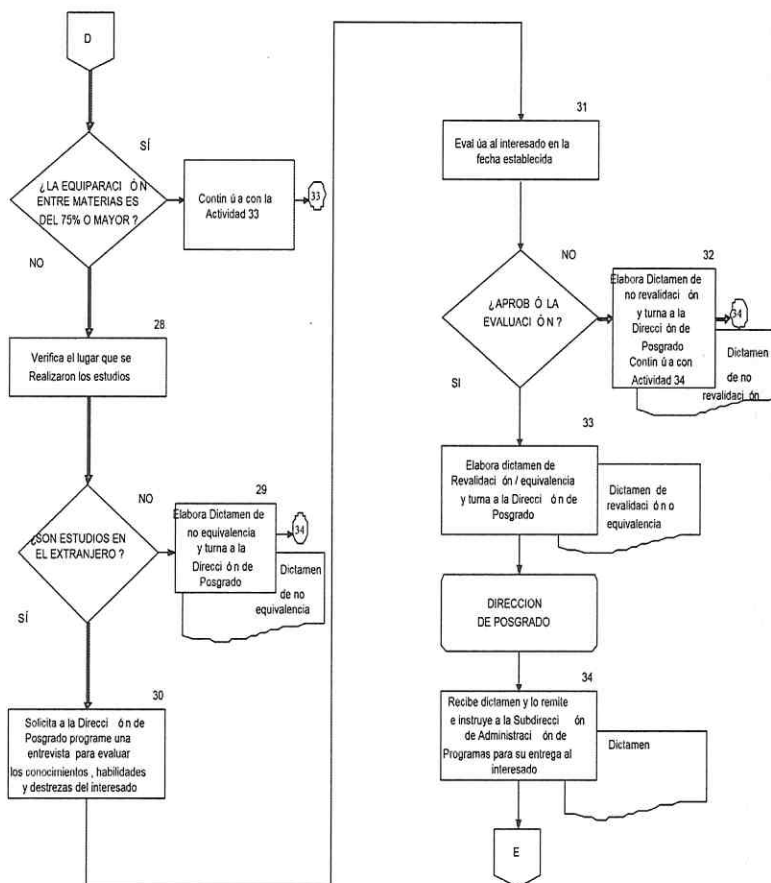 D
SÍ
¿LA EQUIPARACI ÓN
ENTRE MATERIAS ES
DEL 75% O MAYOR ?
Contin ú a con la
Actividad 33
33
NO
28
Verifica el lugar que se
Realizaron los estudios
¿SON ESTUDIOS EN
EL EXTRANJERO ?
NO
29
Elabora Dictamen de
no equivalencia
y turna a la
Direcci ón de
Posgrado
34
Dictamen
de no
equivalencia
SÍ
30
Solicita a la Direcci ón de
Posgrado programe una
entrevista para evaluar
los conocimientos , habilidades
y destrezas del interesado
31
Eval úa al interesado en la
fecha establecida
¿APROB Ó LA
EVALUACI ÓN ?
NO
32
Elabora Dictamen de
no revalidaci ón
y turna a la
Direcci ón de
Posgrado
Contin ú a con
Actividad 34
34
Dictamen
de no
revalidaci ón
SI
33
Elabora dictamen de
Revalidaci ón / equivalencia
y turna a la Direcci ón de
Posgrado
Dictamen de
revalidaci ón o
equivalencia
DIRECCION
DE POSGRADO
34
Recibe dictamen y lo remite
e instruye a la Subdirecci ón
de Administraci ón de
Programas para su entrega al
interesado
Dictamen
E